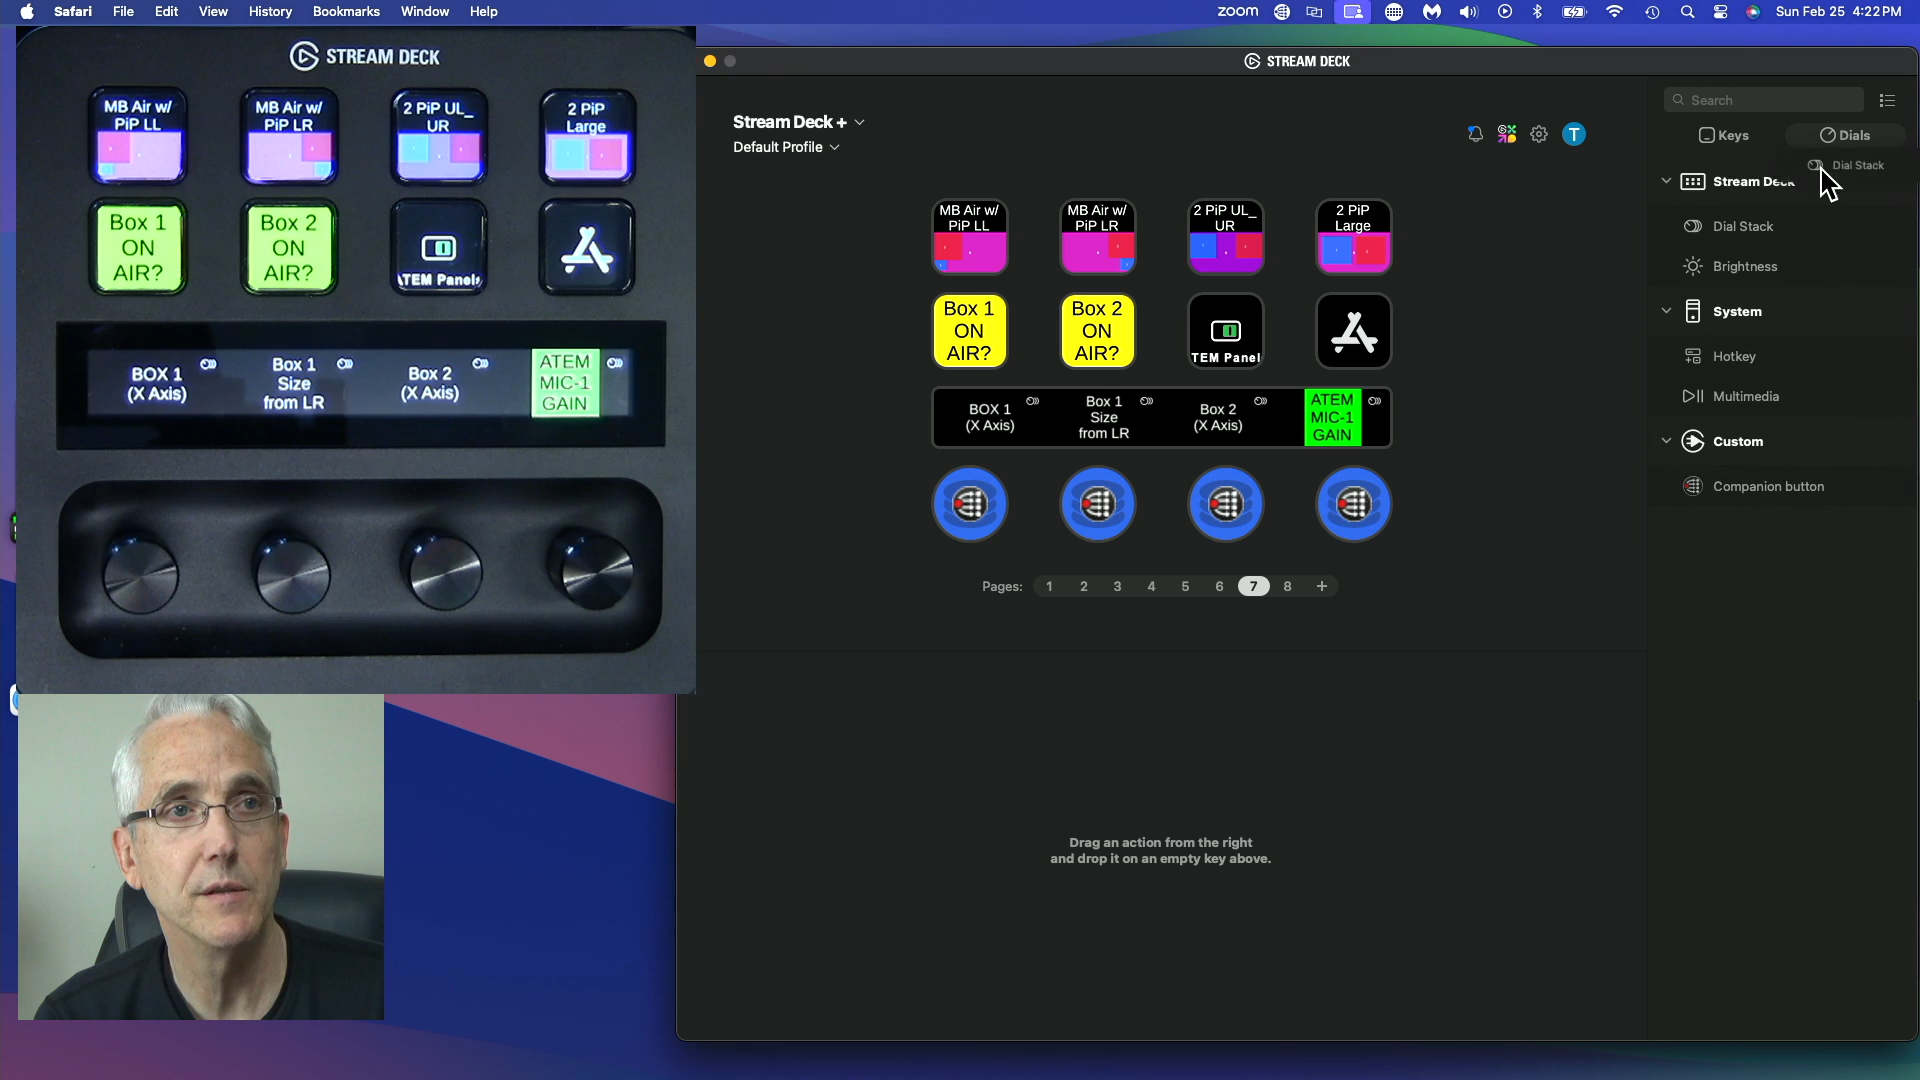 Safari File Edit View History Bookmarks Window Help
zoom
Sun Feb 25 4:22 PM
STREAM DECK
MB Air w/
PiP LL
MB Air w/
PiP LR
2 PiP UL_
UR
2 PiP
Large
Box 1
ON
AIR?
Box 2
ON
AIR?
ATEM Panel
BOX 1
(X Axis)
Box 1
Size
from LR
Box 2
(X Axis)
ATEM
MIC-1
GAIN
STREAM DECK
Stream Deck +
Default Profile
T
MB Air w/
PiP LL
MB Air w/
PiP LR
2 PiP UL_
UR
2 PiP
Large
Box 1
ON
AIR?
Box 2
ON
AIR?
TEM Panel
BOX 1
(X Axis)
Box 1
Size
from LR
Box 2
(X Axis)
ATEM
MIC-1
GAIN
Pages: 1 2 3 4 5 6 7 8 +
Drag an action from the right
and drop it on an empty key above.
Search
Keys
Dials
Dial Stack
Stream Deck
Dial Stack
Brightness
System
Hotkey
Multimedia
Custom
Companion button